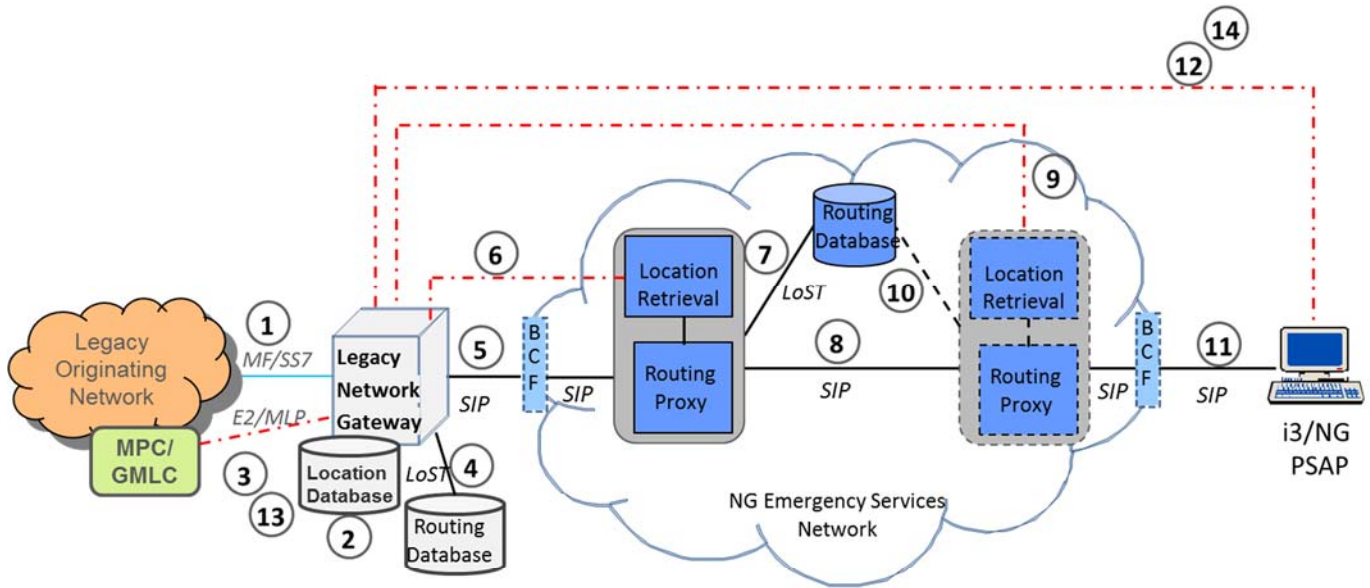 14
12
9
Routing
Database
6
7
Location
Retrieval
LoST
10
Location
Retrieval
1
Legacy
Originating
Network
MF/SS7
Legacy
Network
Gateway
5
SIP
B
C
F
SIP
Routing
Proxy
8
SIP
Routing
Proxy
SIP
B
C
F
11
SIP
i3/NG
PSAP
E2/MLP
MPC/
GMLC
3
13
Location
Database
2
LoST
4
Routing
Database
NG Emergency Services
Network